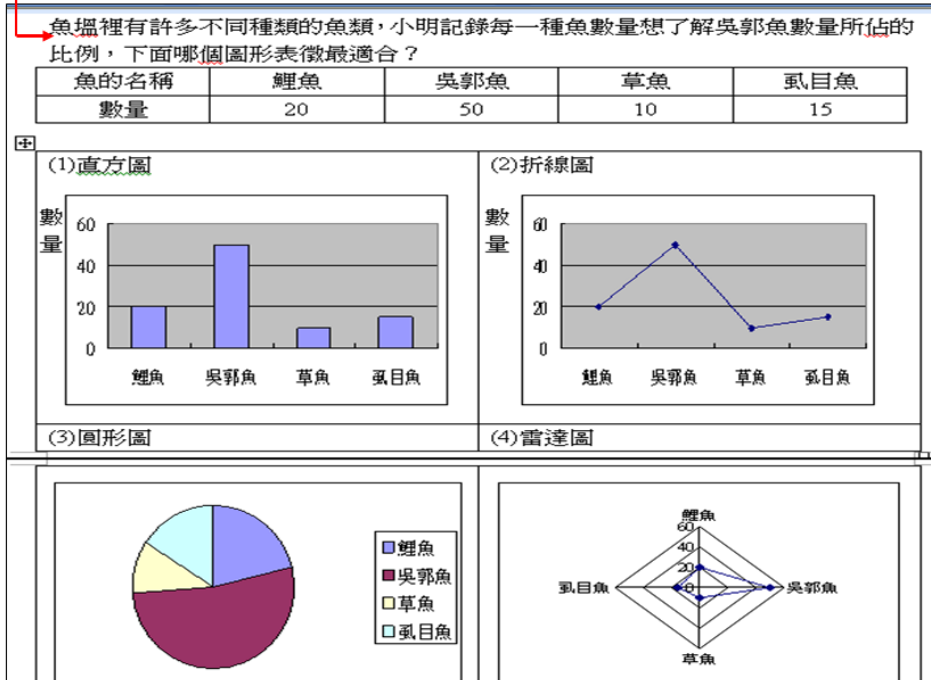 魚塭裡有許多不同種類的魚類，小明記錄每一種魚數量想了解吳郭魚數量所佔的
比例，下面哪個圖形表徵最適合？
魚的名稱 鯉魚 吳郭魚 草魚 虱目魚
數量 20 50 10 15
(1)直方圖
數量
60
40
20
0
鯉魚 吳郭魚 草魚 虱目魚
(2)折線圖
數量
60
40
20
0
鯉魚 吳郭魚 草魚 虱目魚
(3)圓形圖
(4)雷達圖
鯉魚
吳郭魚
草魚
虱目魚
鯉魚
60
40
20
0
虱目魚 吳郭魚
草魚